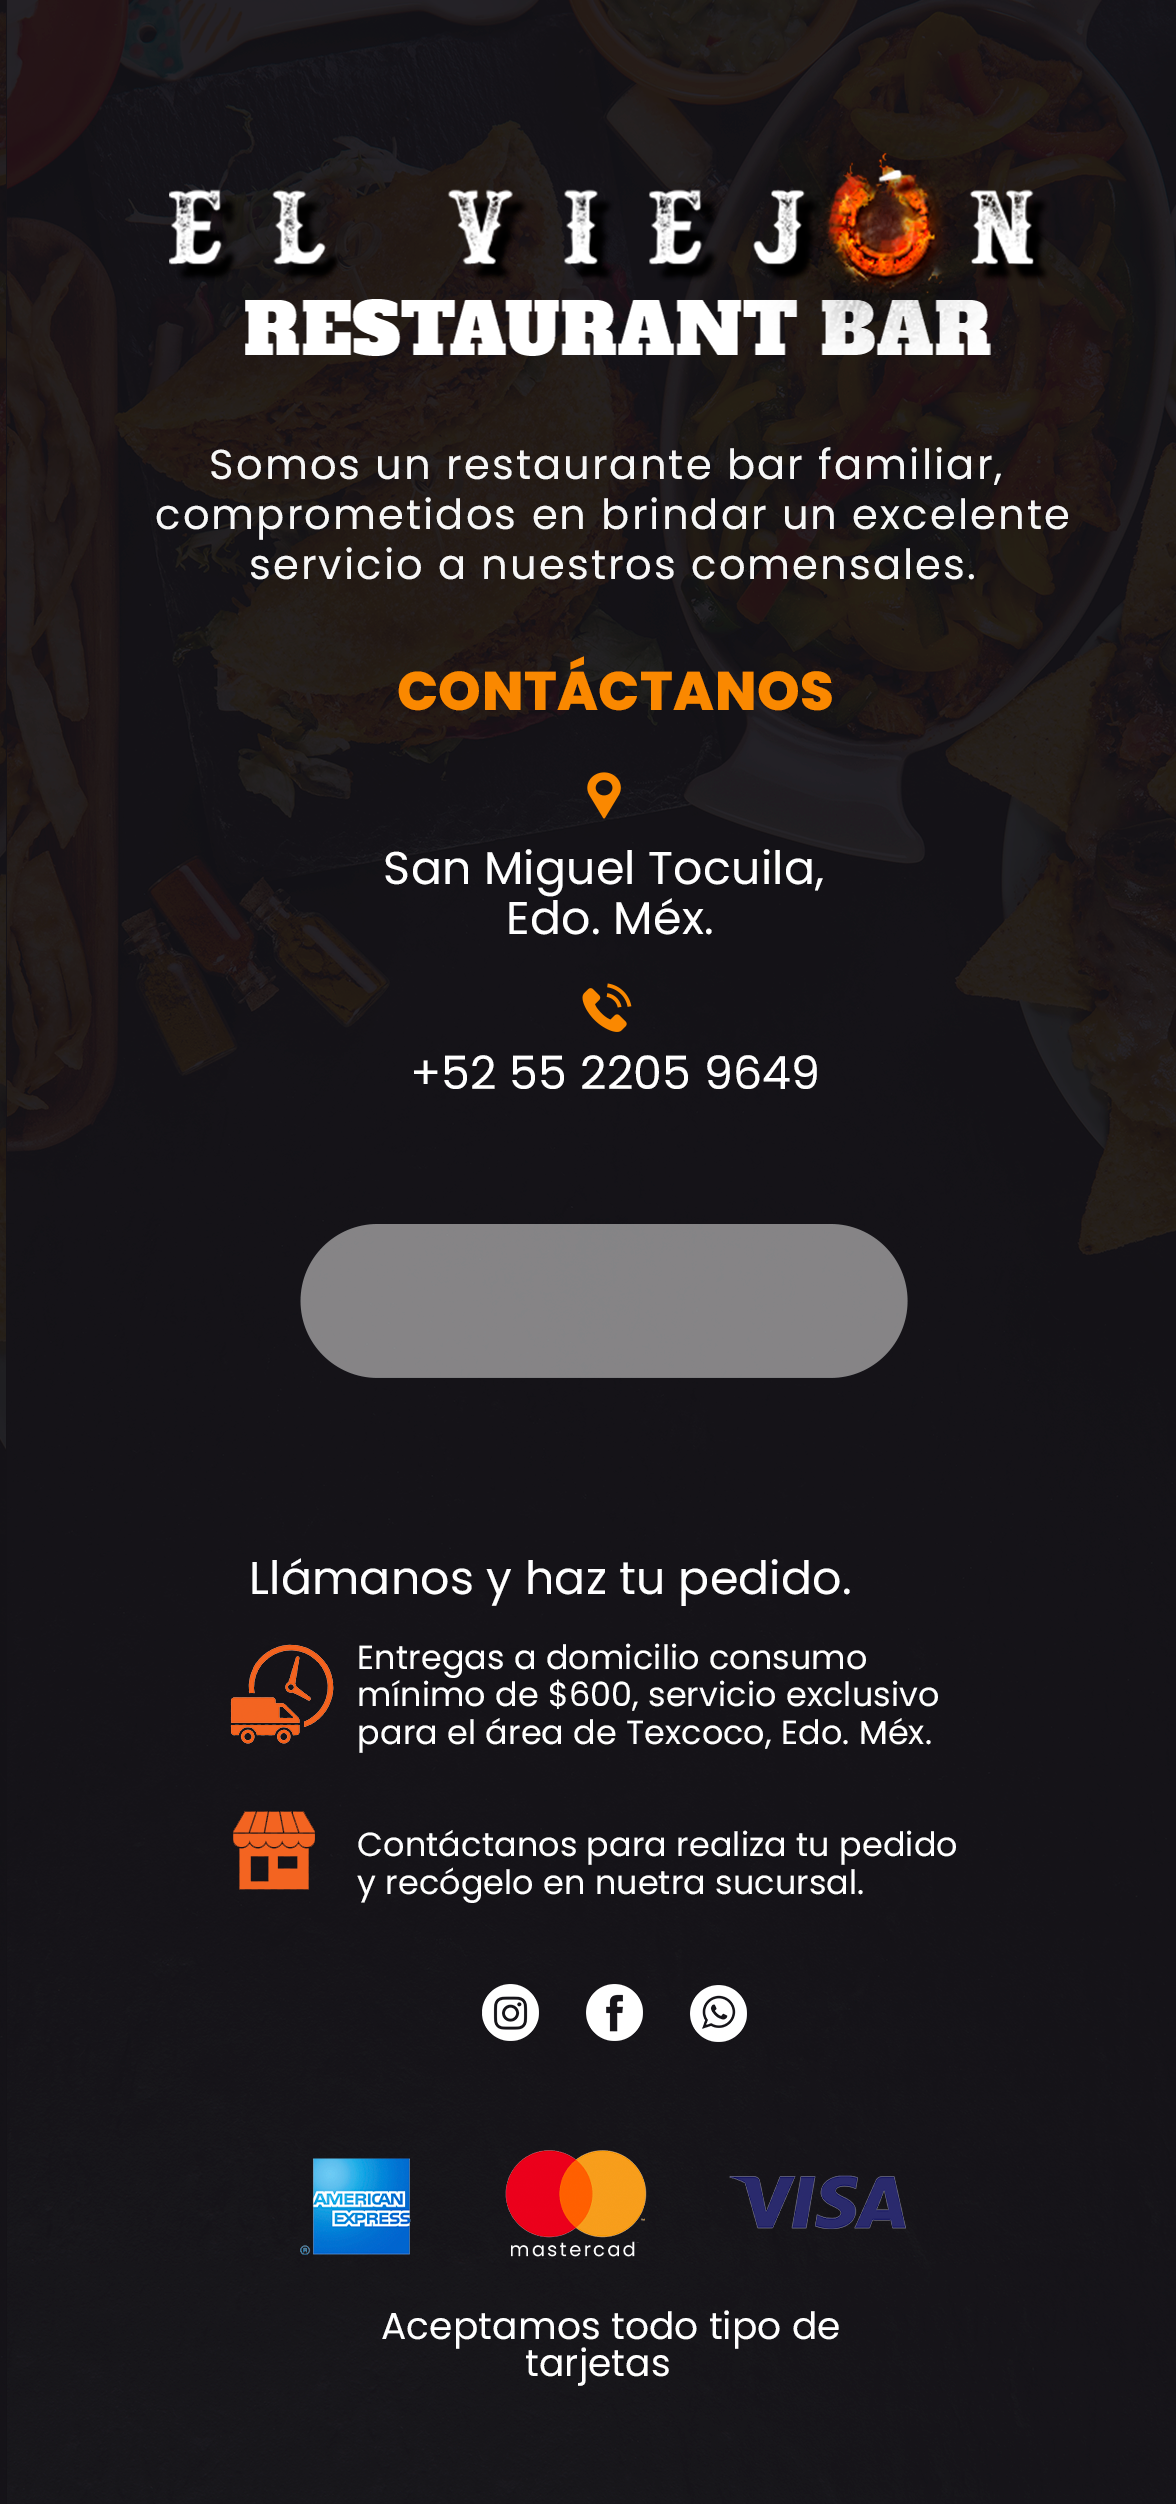 EL VIEJÓN
RESTAURANT BAR
Somos un restaurante bar familiar,
comprometidos en brindar un excelente
servicio a nuestros comensales.
CONTÁCTANOS
San Miguel Tocuila,
Edo. Méx.
+52 55 2205 9649
Llámanos y haz tu pedido.
Entregas a domicilio consumo
mínimo de $600, servicio exclusivo
para el área de Texcoco, Edo. Méx.
Contáctanos para realiza tu pedido
y recógelo en nuetra sucursal.
AMERICAN
EXPRESS
®
mastercad
VISA
Aceptamos todo tipo de
tarjetas